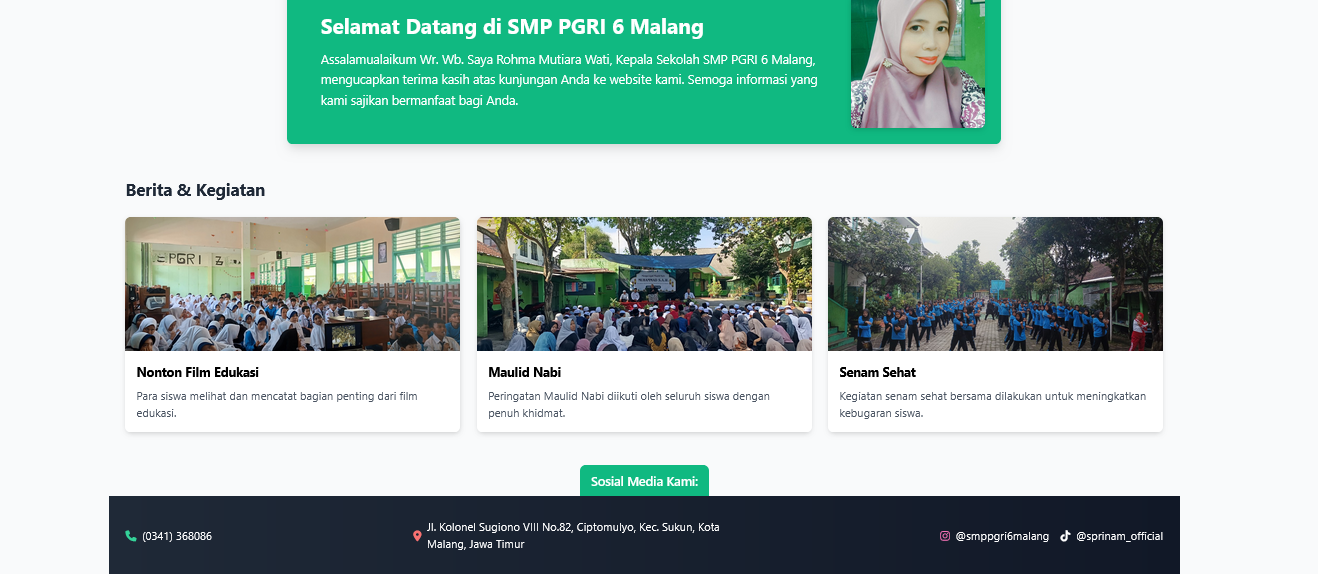 Selamat Datang di SMP PGRI 6 Malang
Assalamualaikum Wr. Wb. Saya Rohma Mutiara Wati, Kepala Sekolah SMP PGRI 6 Malang,
mengucapkan terima kasih atas kunjungan Anda ke website kami. Semoga informasi yang
kami sajikan bermanfaat bagi Anda.
Berita & Kegiatan
PGRI
Nonton Film Edukasi
Para siswa melihat dan mencatat bagian penting dari film
edukasi.
Maulid Nabi
Peringatan Maulid Nabi diikuti oleh seluruh siswa dengan
penuh khidmat.
Senam Sehat
Kegiatan senam sehat bersama dilakukan untuk meningkatkan
kebugaran siswa.
Sosial Media Kami:
(0341) 368086
Jl. Kolonel Sugiono VIII No.82, Ciptomulyo, Kec. Sukun, Kota
Malang, Jawa Timur
@smppgri6malang
@sprinam_official